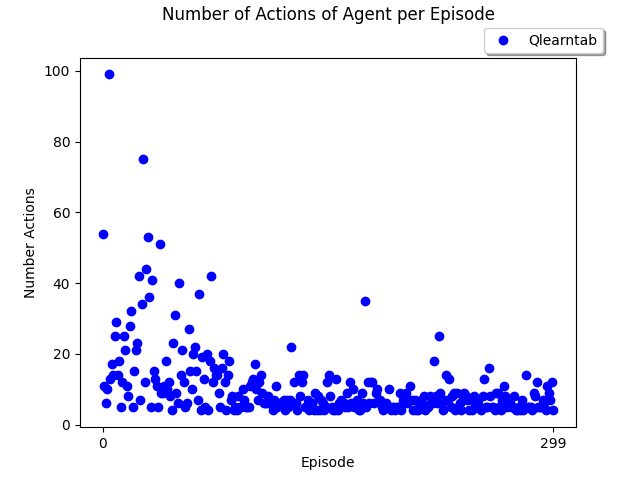 Number of Actions of Agent per Episode
Qlearntab
100
80
60
40
20
0
Number Actions
0 299
Episode